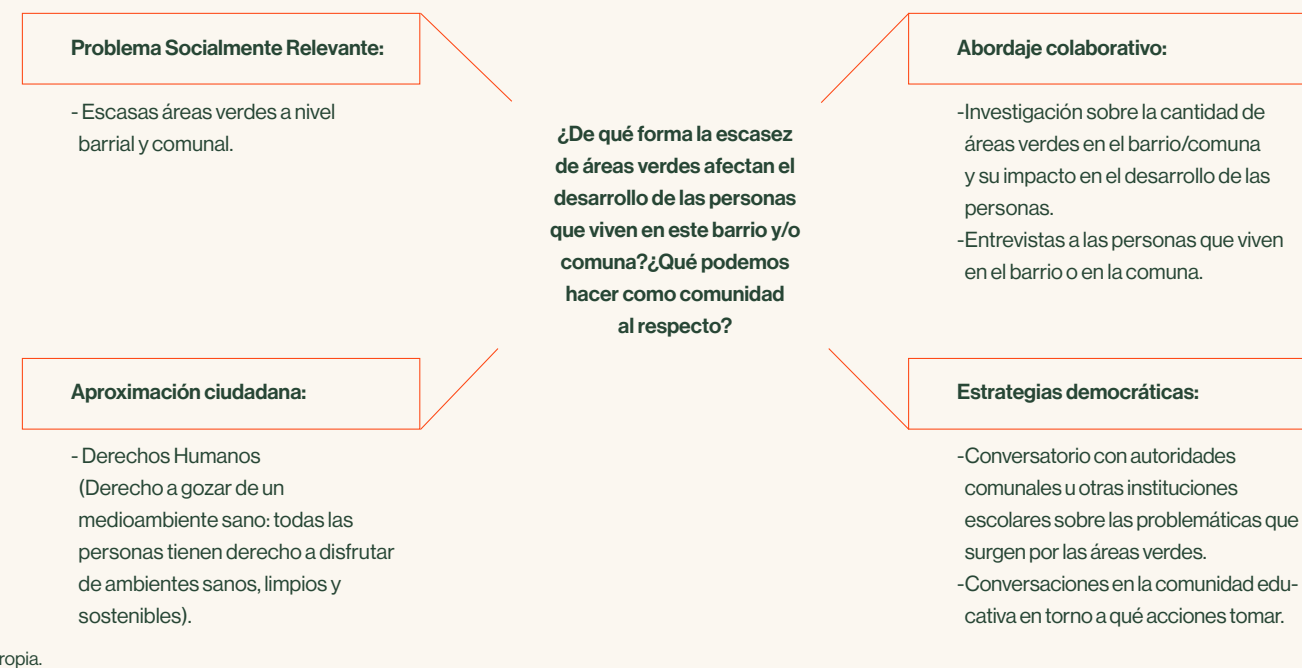 Problema Socialmente Relevante:
- Escasas áreas verdes a nivel
barrial y comunal.
¿De qué forma la escasez
de áreas verdes afectan el
desarrollo de las personas
que viven en este barrio y/o
comuna?¿Qué podemos
hacer como comunidad
al respecto?
Abordaje colaborativo:
-Investigación sobre la cantidad de
áreas verdes en el barrio/comuna
y su impacto en el desarrollo de las
personas.
-Entrevistas a las personas que viven
en el barrio o en la comuna.
Aproximación ciudadana:
- Derechos Humanos
(Derecho a gozar de un
medioambiente sano: todas las
personas tienen derecho a disfrutar
de ambientes sanos, limpios y
sostenibles).
Estrategias democráticas:
-Conversatorio con autoridades
comunales u otras instituciones
escolares sobre las problemáticas que
surgen por las áreas verdes.
-Conversaciones en la comunidad edu-
cativa en torno a qué acciones tomar.
ropia.